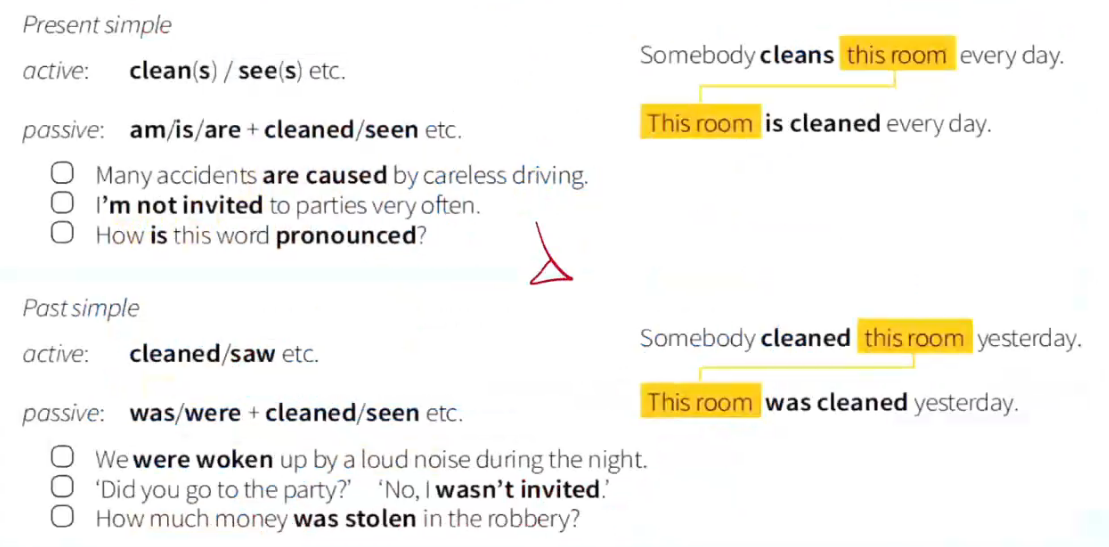 Present simple
active: clean(s) / see(s) etc.
Somebody cleans this room every day.
passive: am/is/are + cleaned/seen etc.
This room is cleaned every day.
Many accidents are caused by careless driving.
I’m not invited to parties very often.
How is this word pronounced?
Past simple
active: cleaned/saw etc.
Somebody cleaned this room yesterday.
passive: was/were + cleaned/seen etc.
This room was cleaned yesterday.
We were woken up by a loud noise during the night.
‘Did you go to the party?’ ‘No, I wasn’t invited.’
How much money was stolen in the robbery?